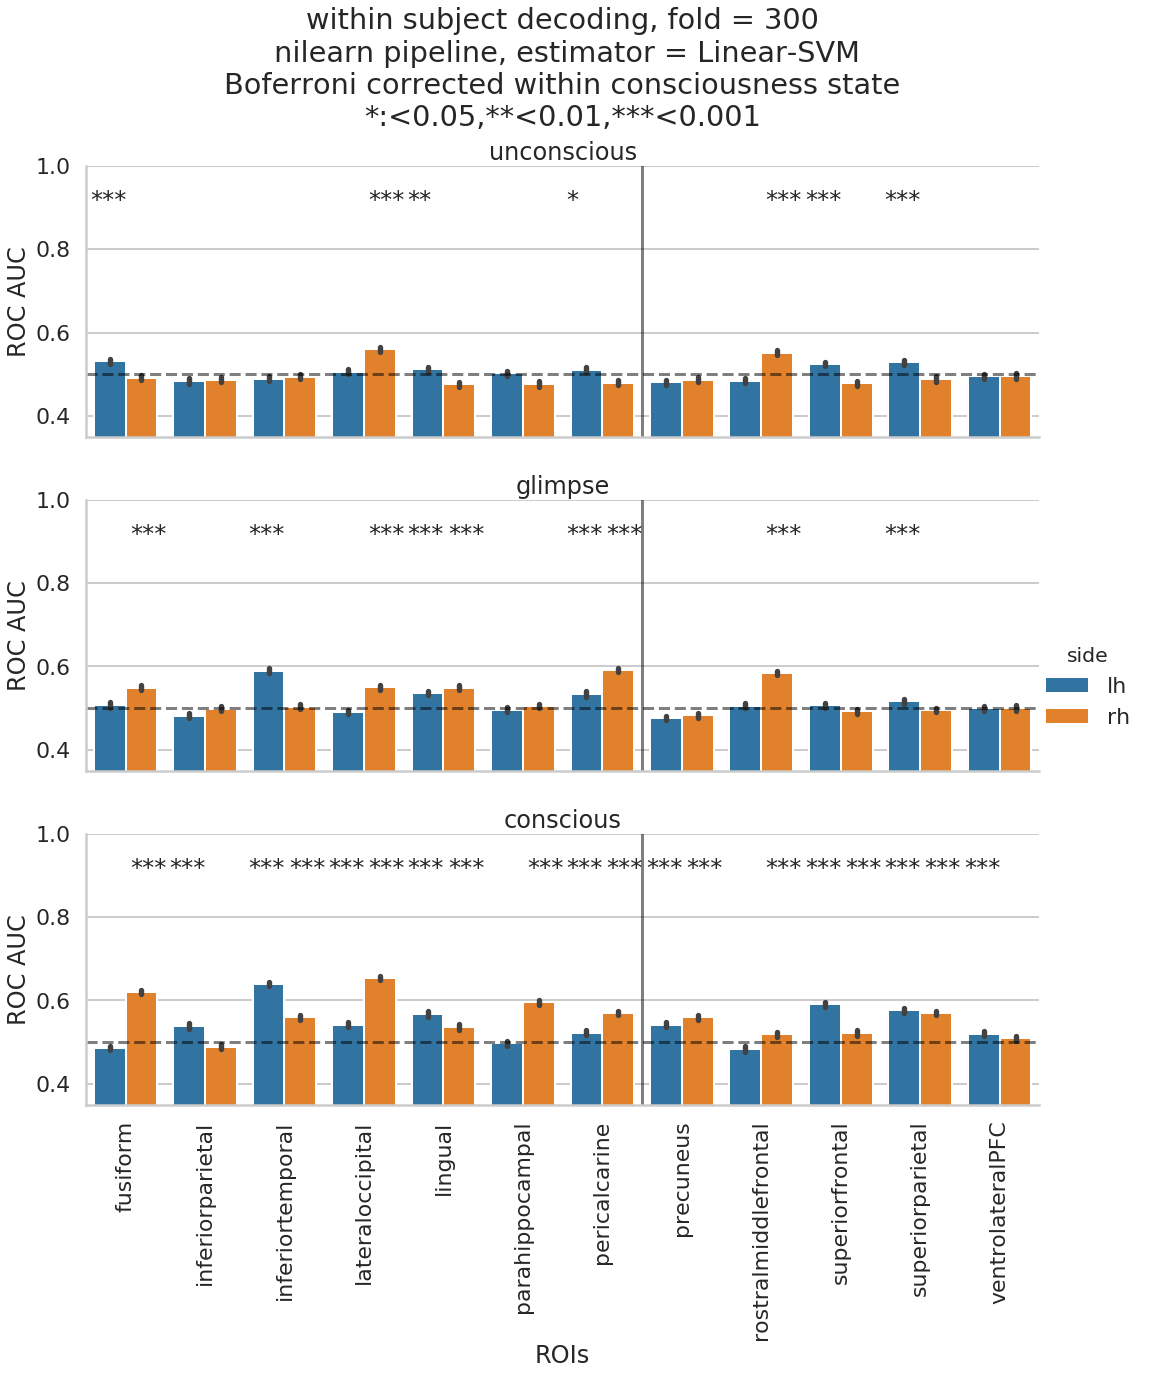 within subject decoding, fold = 300
nilearn pipeline, estimator = Linear-SVM
Boferroni corrected within consciousness state
*:<0.05,**<0.01,***<0.001
unconscious
1.0
*** *** ** * *** *** ***
0.8
0.6
0.4
ROC AUC
glimpse
1.0
*** *** *** *** *** *** *** *** ***
0.8
0.6
0.4
ROC AUC
side
lh
rh
conscious
1.0
*** *** *** *** *** *** *** *** *** *** *** *** *** *** *** *** *** *** ***
0.8
0.6
0.4
ROC AUC
fusiform
inferiorparietal
inferiortemporal
lateraloccipital
lingual
parahippocampal
pericalcarine
precuneus
rostralmiddlefrontal
superiorfrontal
superiorparietal
ventrolateralPFC
ROIs